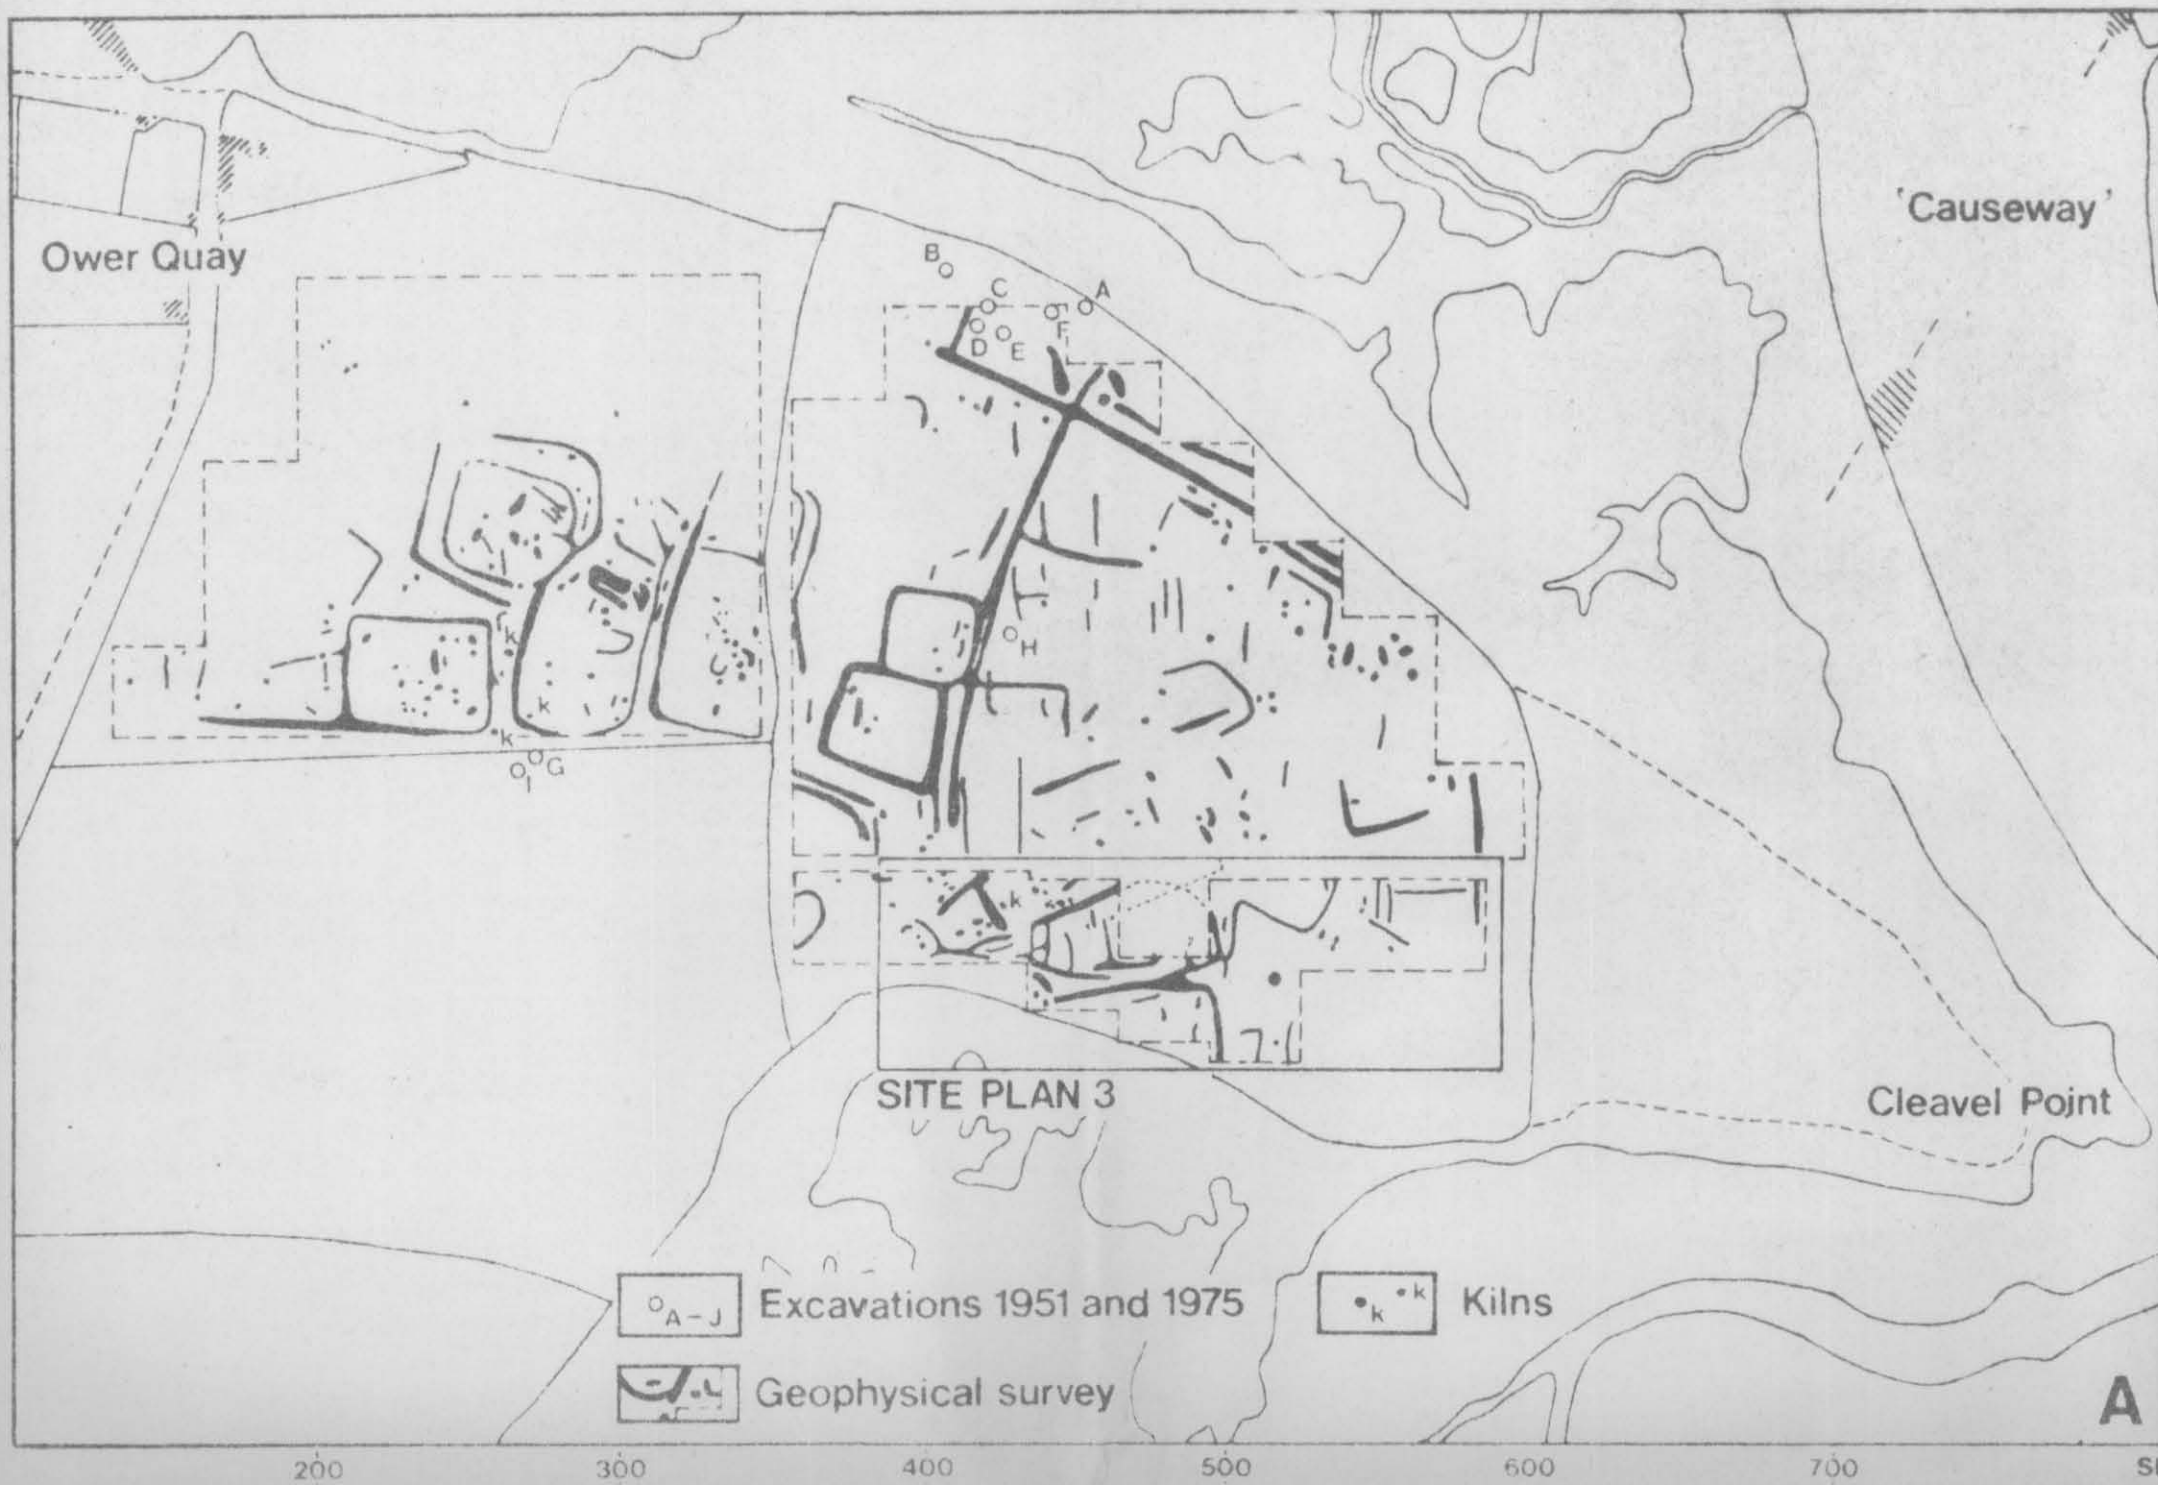 'Causeway'
Ower Quay
B
C
A
F
D
E
k
H
k
k
G
I
k
SITE PLAN 3
Cleavel Point
A – J
Excavations 1951 and 1975
k
k
Kilns
Geophysical survey
A
200
300
400
500
600
700